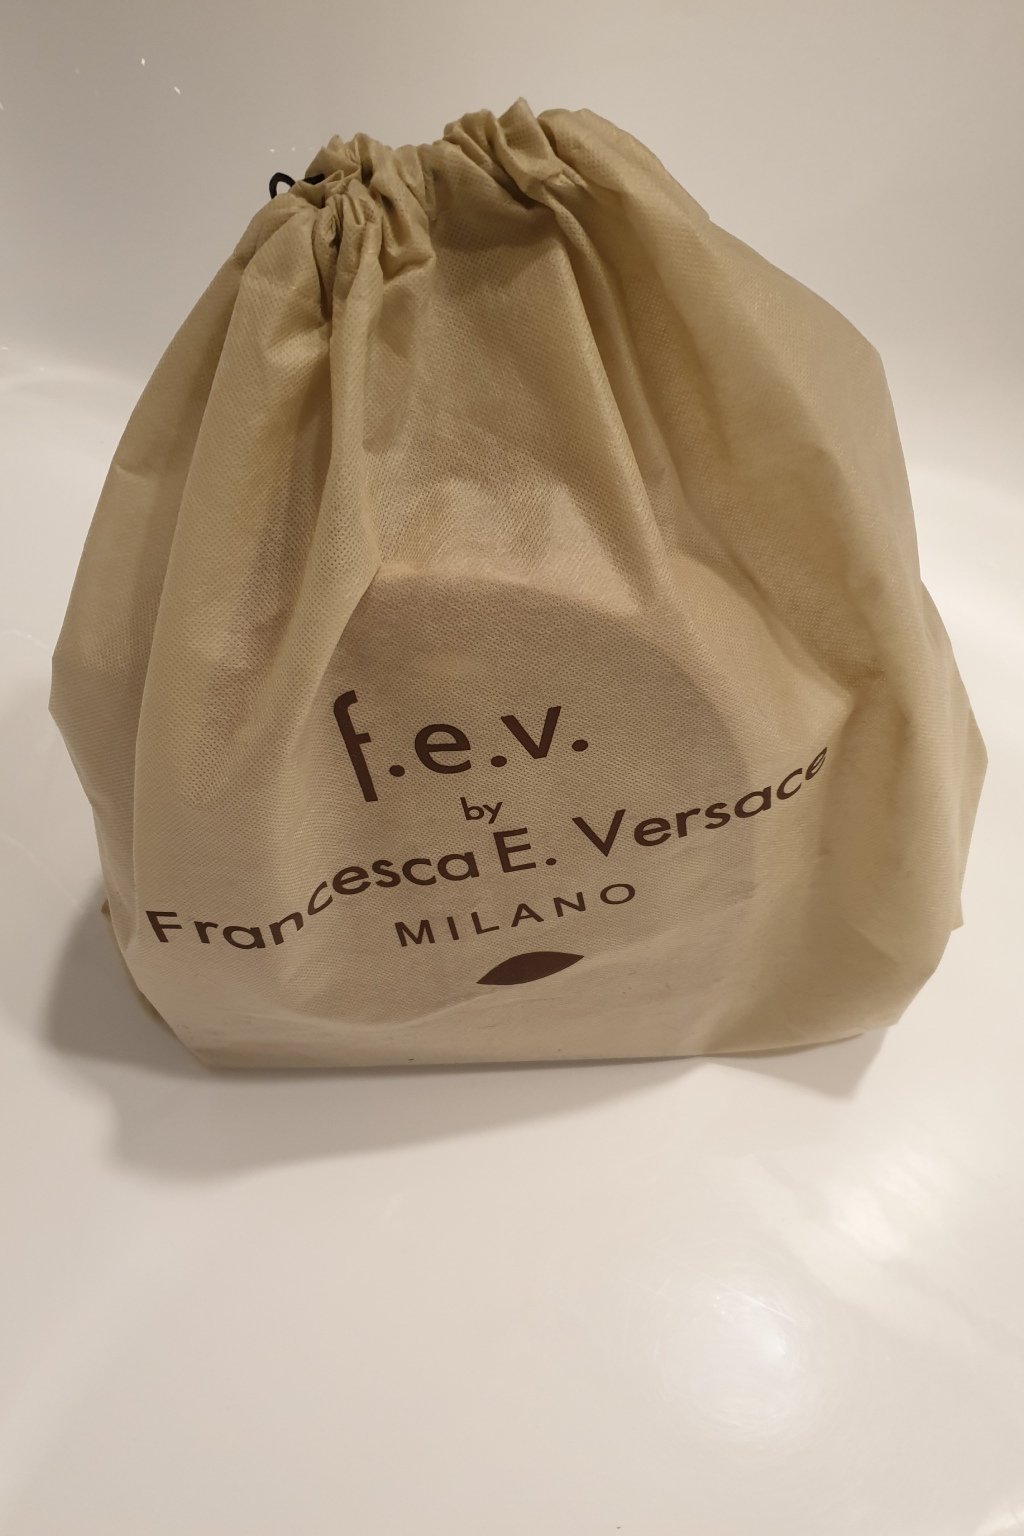 f.e.v.
by
Francesca E. Versace
MILANO